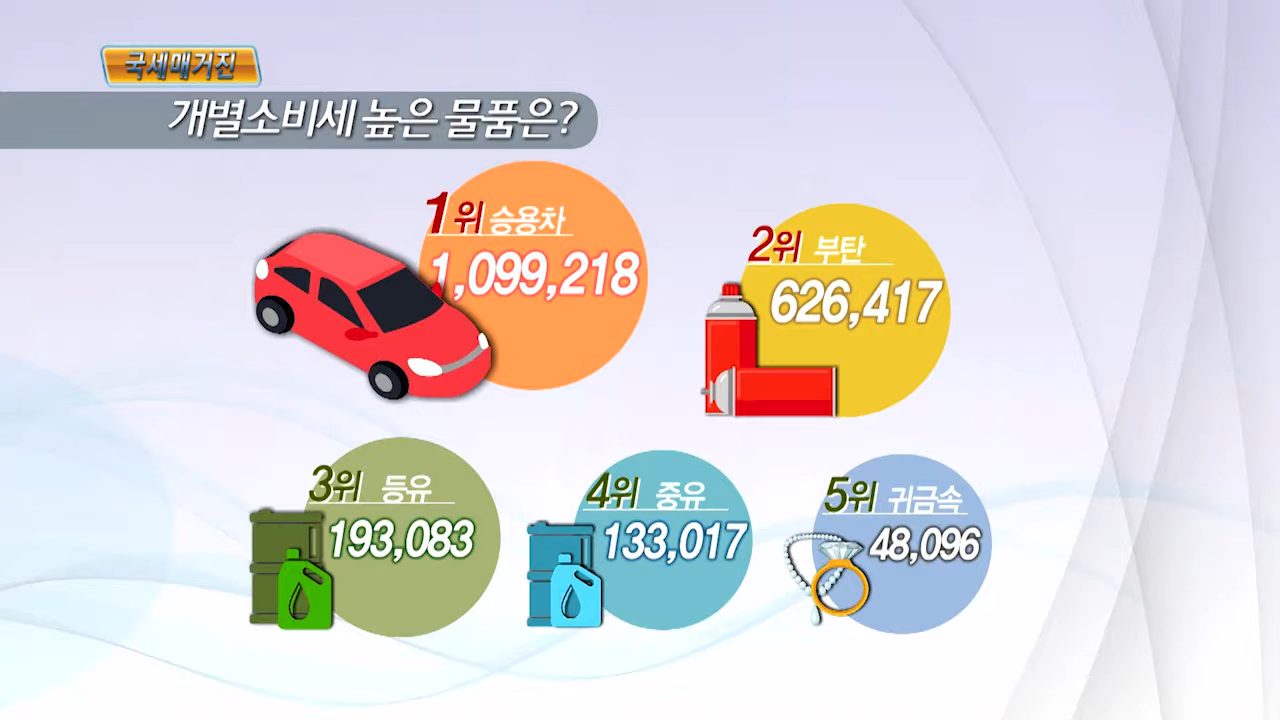 국세매거진
개별소비세 높은 물품은?
1위 승용차
1,099,218
2위 부탄
626,417
3위 등유
193,083
4위 중유
133,017
5위 귀금속
48,096